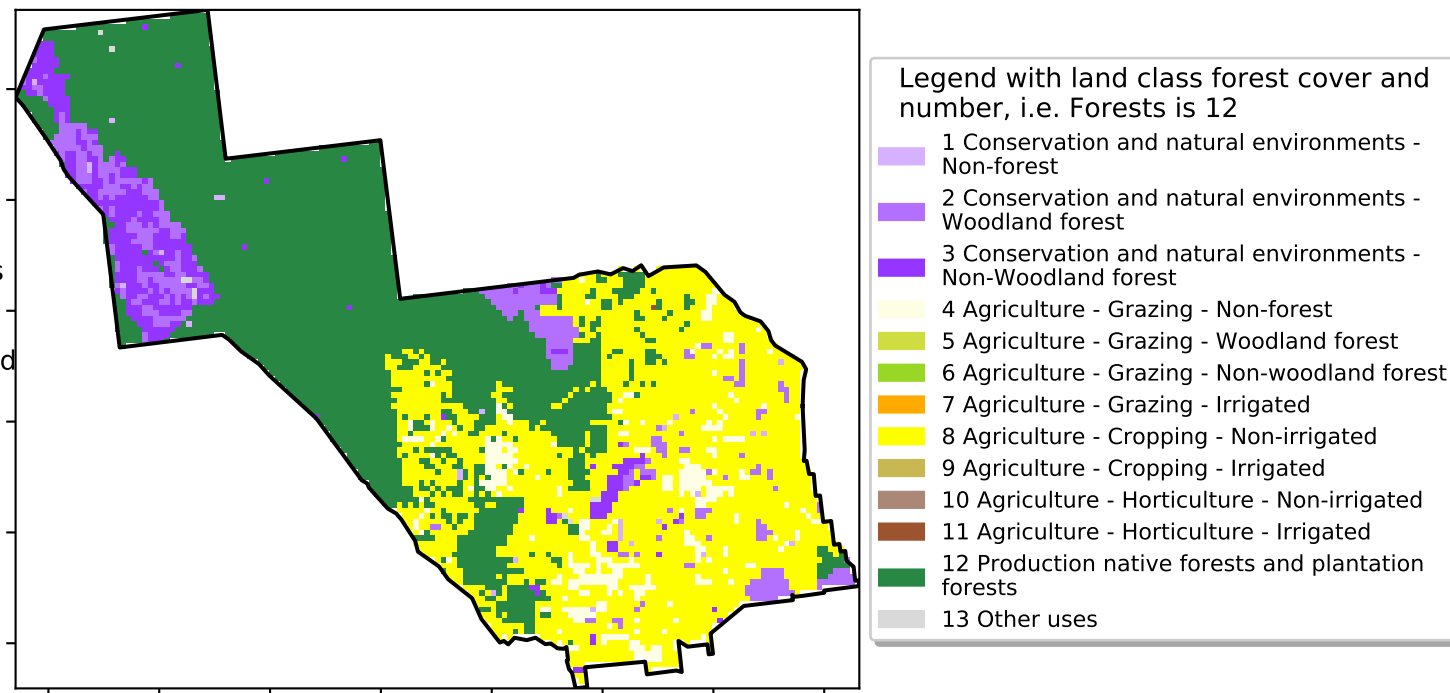 s
d
Legend with land class forest cover and
number, i.e. Forests is 12
1 Conservation and natural environments -
Non-forest
2 Conservation and natural environments -
Woodland forest
3 Conservation and natural environments -
Non-Woodland forest
4 Agriculture - Grazing - Non-forest
5 Agriculture - Grazing - Woodland forest
6 Agriculture - Grazing - Non-woodland forest
7 Agriculture - Grazing - Irrigated
8 Agriculture - Cropping - Non-irrigated
9 Agriculture - Cropping - Irrigated
10 Agriculture - Horticulture - Non-irrigated
11 Agriculture - Horticulture - Irrigated
12 Production native forests and plantation
forests
13 Other uses